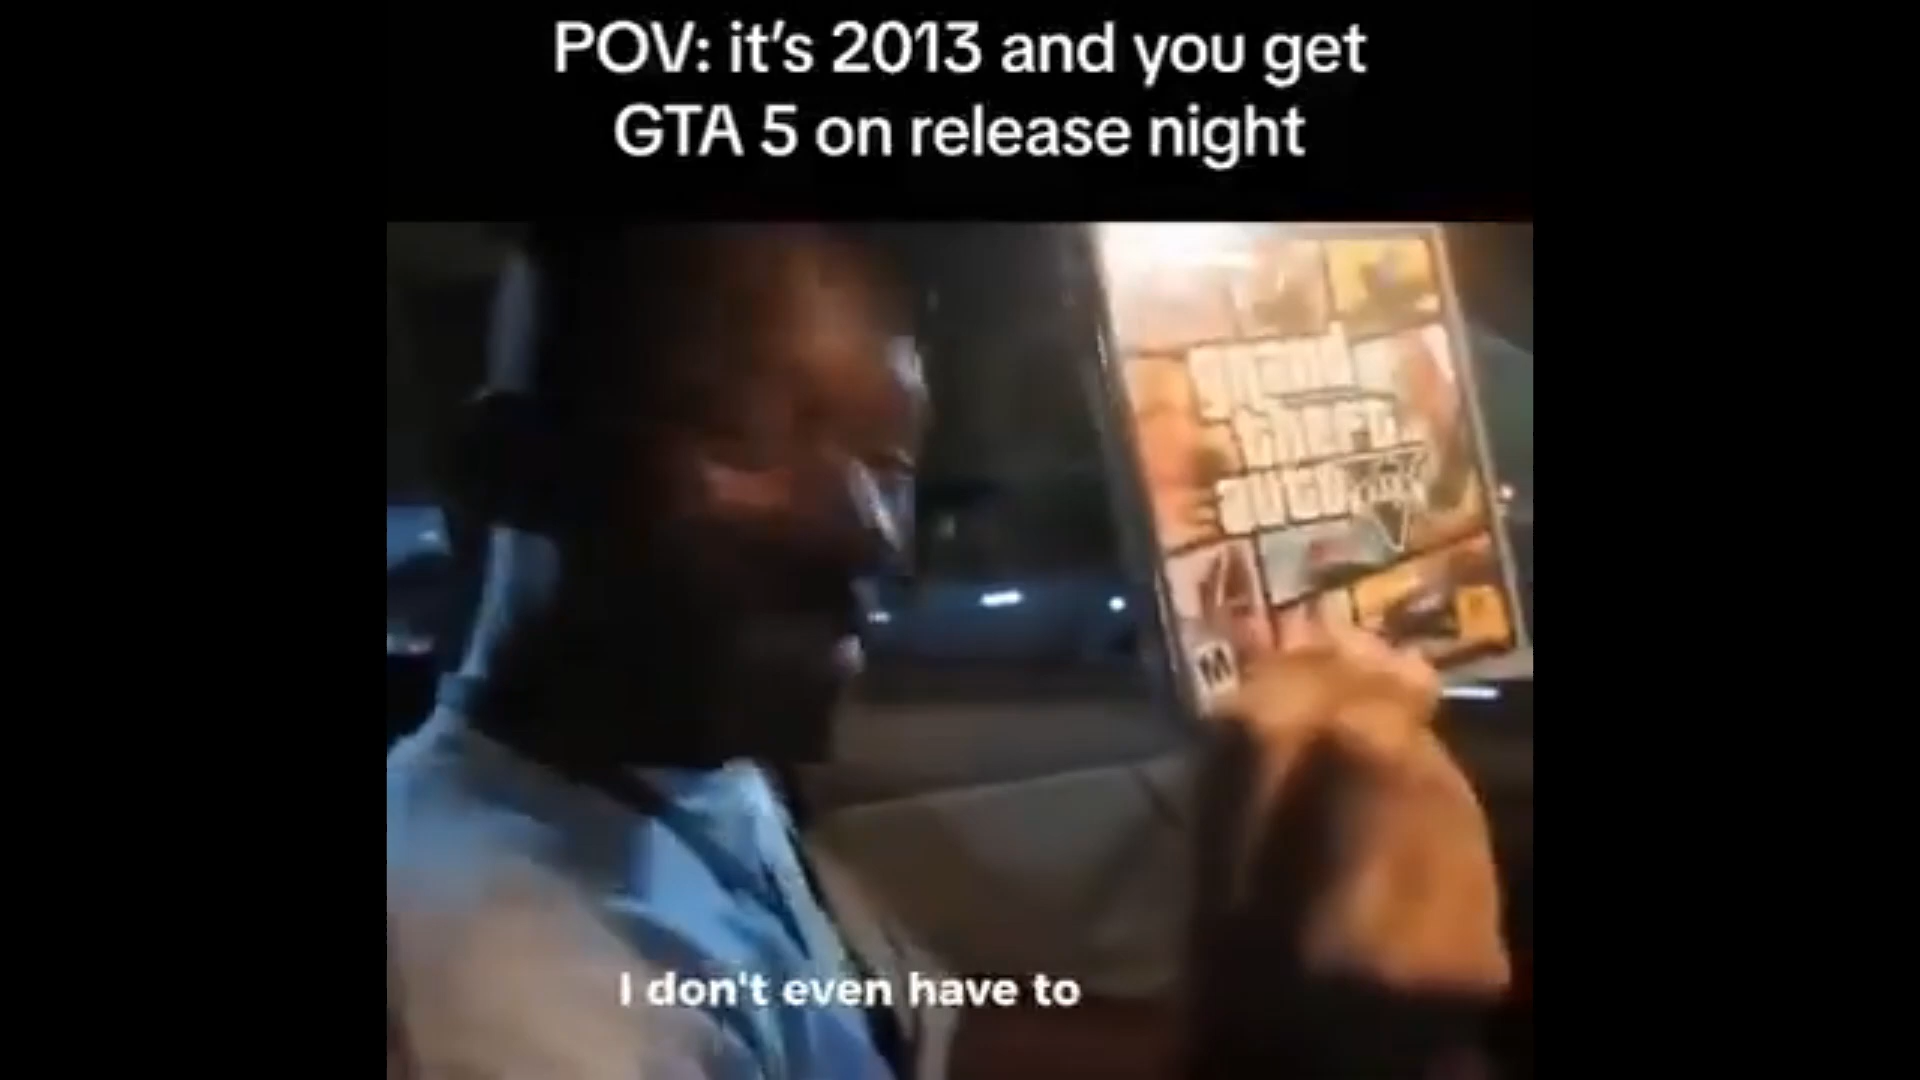 POV: it's 2013 and you get
GTA 5 on release night
grand
theft
auto V
M
I don't even have to